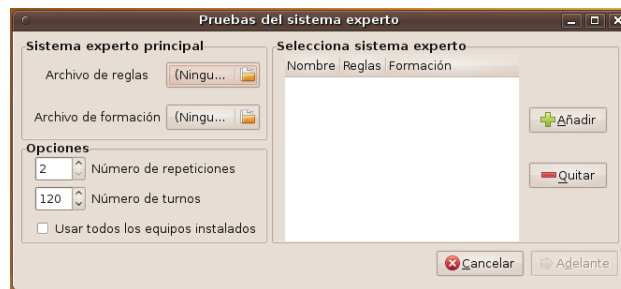 Pruebas del sistema experto
Sistema experto principal
Archivo de reglas (Ningu...
Archivo de formación (Ningu...
Opciones
2 Número de repeticiones
120 Número de turnos
Usar todos los equipos instalados
Selecciona sistema experto
Nombre Reglas Formación
Añadir
Quitar
Cancelar Adelante